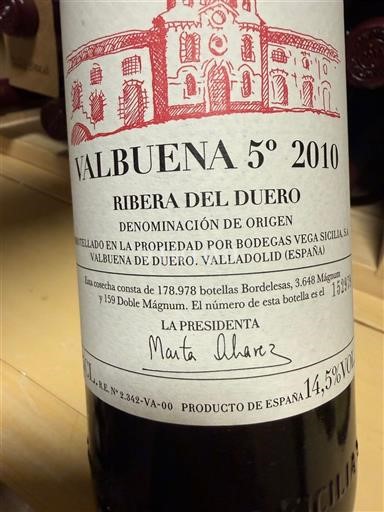 VALBUENA 5º 2010
RIBERA DEL DUERO
DENOMINACIÓN DE ORIGEN
EN LA PROPIEDAD POR BODEGAS VEGA SICILIA, S.A.
VALBUENA DE DUERO. VALLADOLID (ESPAÑA)
Esta cosecha consta de 178.978 botellas Bordelesas, 3.648 Mágnum
y 159 Doble Mágnum. El número de esta botella es el
LA PRESIDENTA
Marta Alvarez
CL. R.E. Nº 2.342-VA-00 PRODUCTO DE ESPAÑA 14,5%VOL